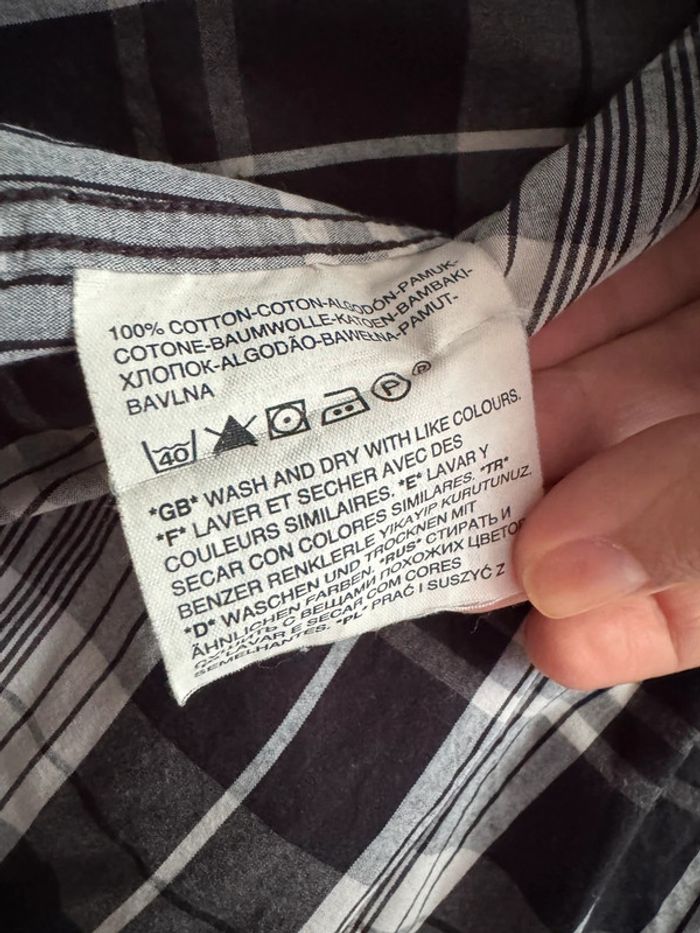 100% COTTON-COTON-ALGODÓN-PAMUK-
COTONE-BAUMWOLLE-KATOEN-BAMBAKI-
ХЛОПОК-ALGODÃO-BAWEŁNA-PAMUT-
BAVLNA
40 P ®
*GB* WASH AND DRY WITH LIKE COLOURS.
*F* LAVER ET SECHER AVEC DES
COULEURS SIMILAIRES. *E* LAVAR Y
SECAR CON COLORES SIMILARES. *TR*
BENZER RENKLERLE YIKAYIP KURUTUNUZ.
*D* WASCHEN UND TROCKNEN MIT
ÄHNLICHEN FARBEN. *RUS* СТИРАТЬ И
С ВЕЩАМИ ПОХОЖИХ ЦВЕТО
LAVAR E SECAR COM CORES
SEMELHANTES. *PL* PRAĆ I SUSZYĆ Z